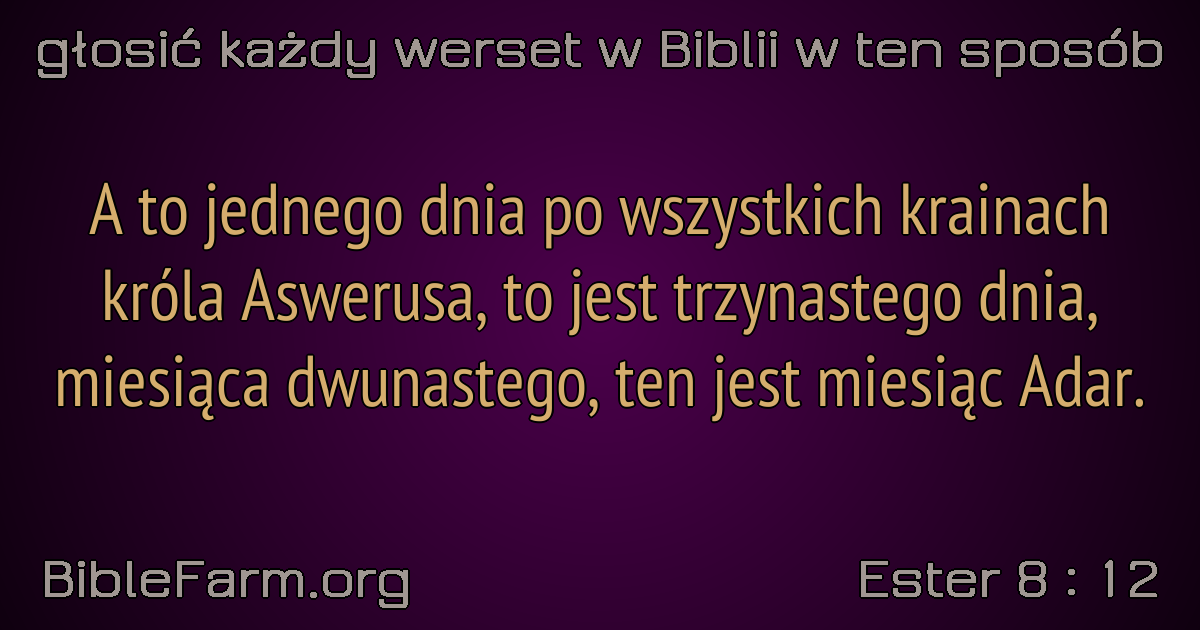 głosić każdy werset w Biblii w ten sposób
A to jednego dnia po wszystkich krainach
króla Aswerusa, to jest trzynastego dnia,
miesiąca dwunastego, ten jest miesiąc Adar.
BibleFarm.org
Ester 8 : 12